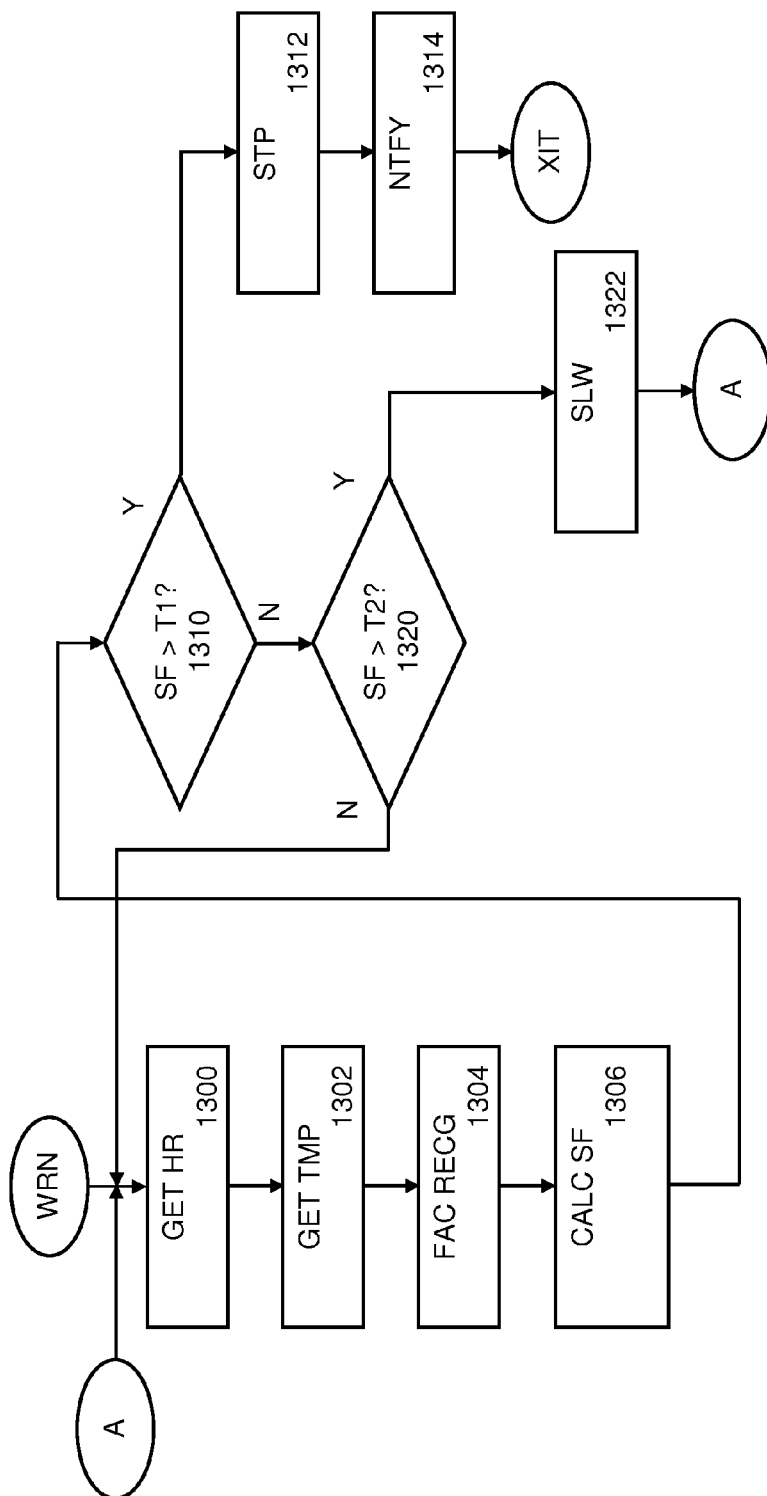 WRN
A
GET HR
1300
GET TMP
1302
FAC RECG
1304
CALC SF
1306
SF > T1?
1310
Y
N
SF > T2?
1320
Y
N
STP
1312
NTFY
1314
XIT
SLW
1322
A